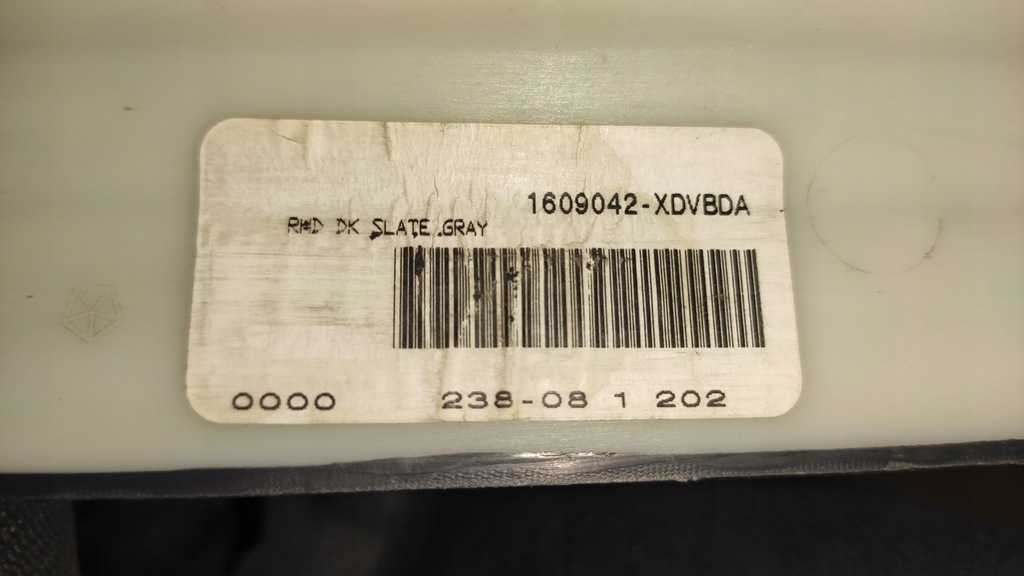 1609042-XDVBDA
RHD DK SLATE GRAY
0000 238-08 1 202